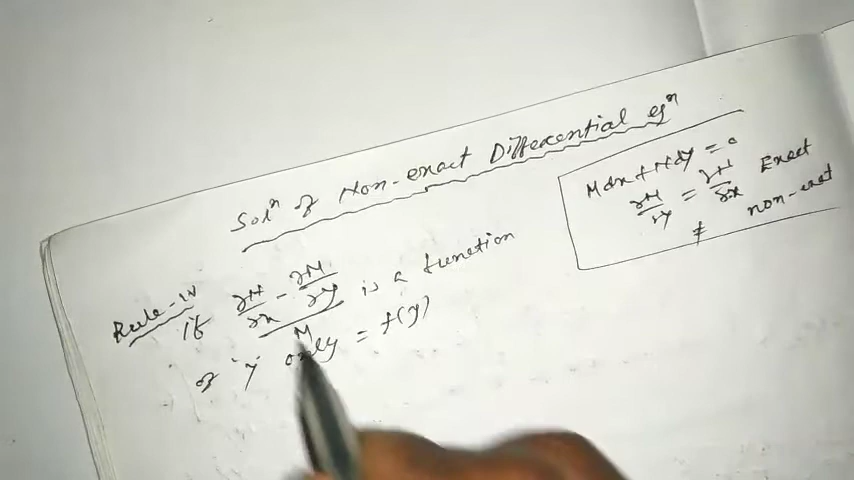 Solⁿ of Non-exact Differential eqⁿ
Mdx + Ndy = 0
∂M/∂y = ∂N/∂x Exact
≠ non-exact
Rule-IV
if (∂N/∂x - ∂M/∂y)/M is a function
of 'y' only = f(y)